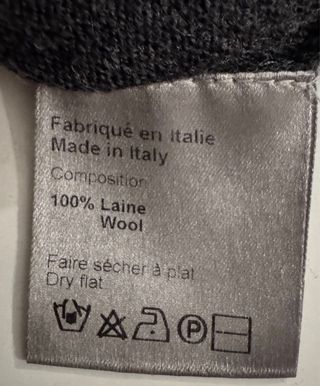 Fabriqué en Italie
Made in Italy
Composition
100% Laine
Wool
Faire sécher à plat
Dry flat
P